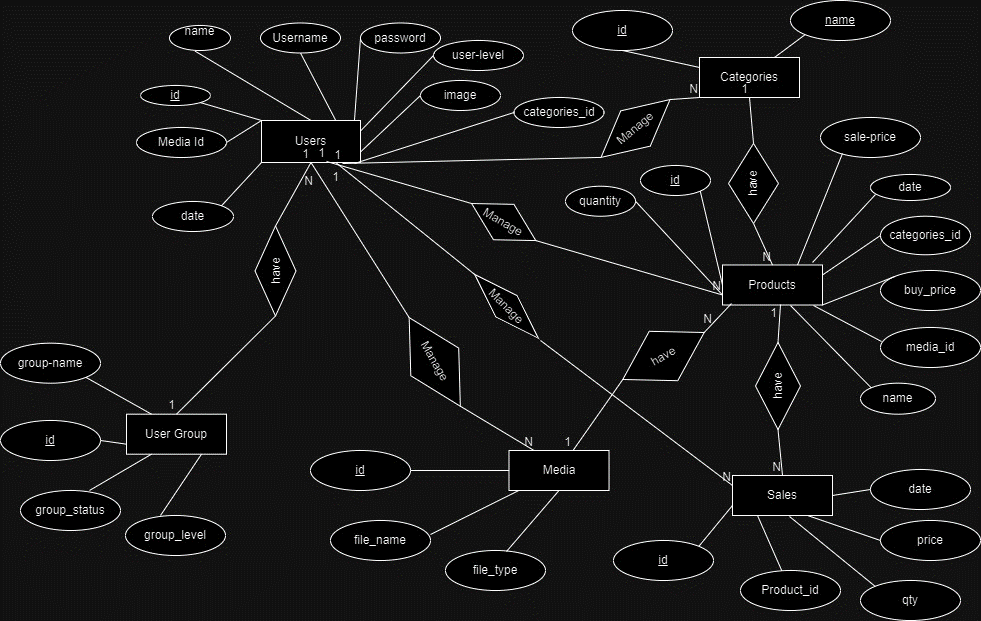 name
Username
password
user-level
image
categories_id
id
name
Categories
N
1
Manage
id
Media Id
date
Users
1 1 1
N 1
have
Manage
Manage
Manage
quantity
id
have
sale-price
date
categories_id
buy_price
media_id
name
N
N
Products
N 1
have
have
group-name
id
group_status
group_level
1
User Group
N 1
Media
id
file_name
file_type
N N
Sales
date
price
qty
Product_id
id